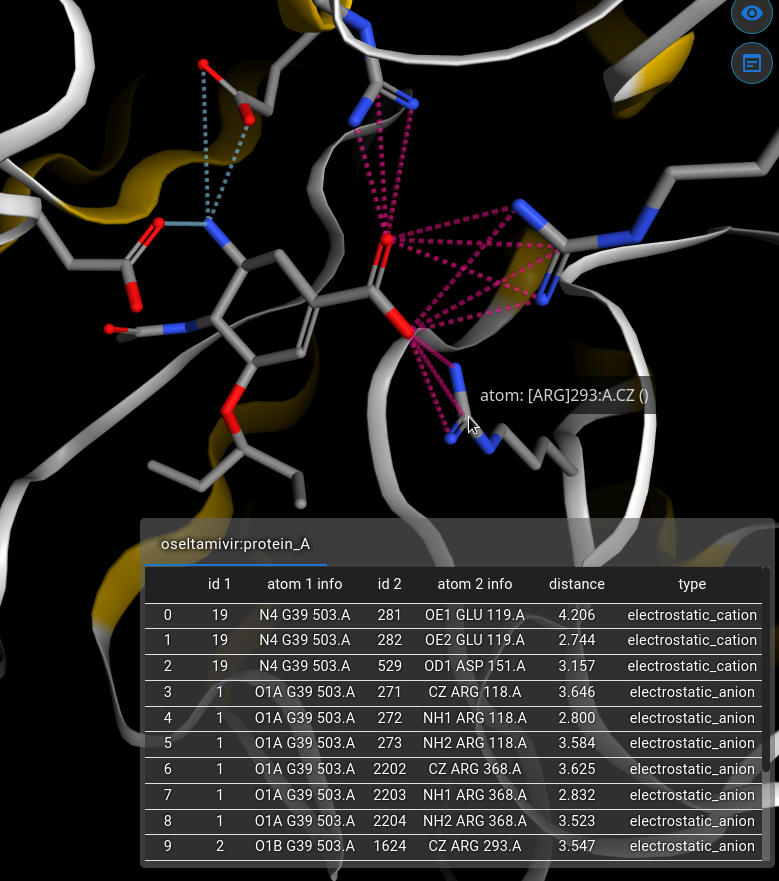 atom: [ARG]293:A.CZ ()
oseltamivir:protein_A
id 1 atom 1 info id 2 atom 2 info distance type
0 19 N4 G39 503.A 281 OE1 GLU 119.A 4.206 electrostatic_cation
1 19 N4 G39 503.A 282 OE2 GLU 119.A 2.744 electrostatic_cation
2 19 N4 G39 503.A 529 OD1 ASP 151.A 3.157 electrostatic_cation
3 1 O1A G39 503.A 271 CZ ARG 118.A 3.646 electrostatic_anion
4 1 O1A G39 503.A 272 NH1 ARG 118.A 2.800 electrostatic_anion
5 1 O1A G39 503.A 273 NH2 ARG 118.A 3.584 electrostatic_anion
6 1 O1A G39 503.A 2202 CZ ARG 368.A 3.625 electrostatic_anion
7 1 O1A G39 503.A 2203 NH1 ARG 368.A 2.832 electrostatic_anion
8 1 O1A G39 503.A 2204 NH2 ARG 368.A 3.523 electrostatic_anion
9 2 O1B G39 503.A 1624 CZ ARG 293.A 3.547 electrostatic_anion